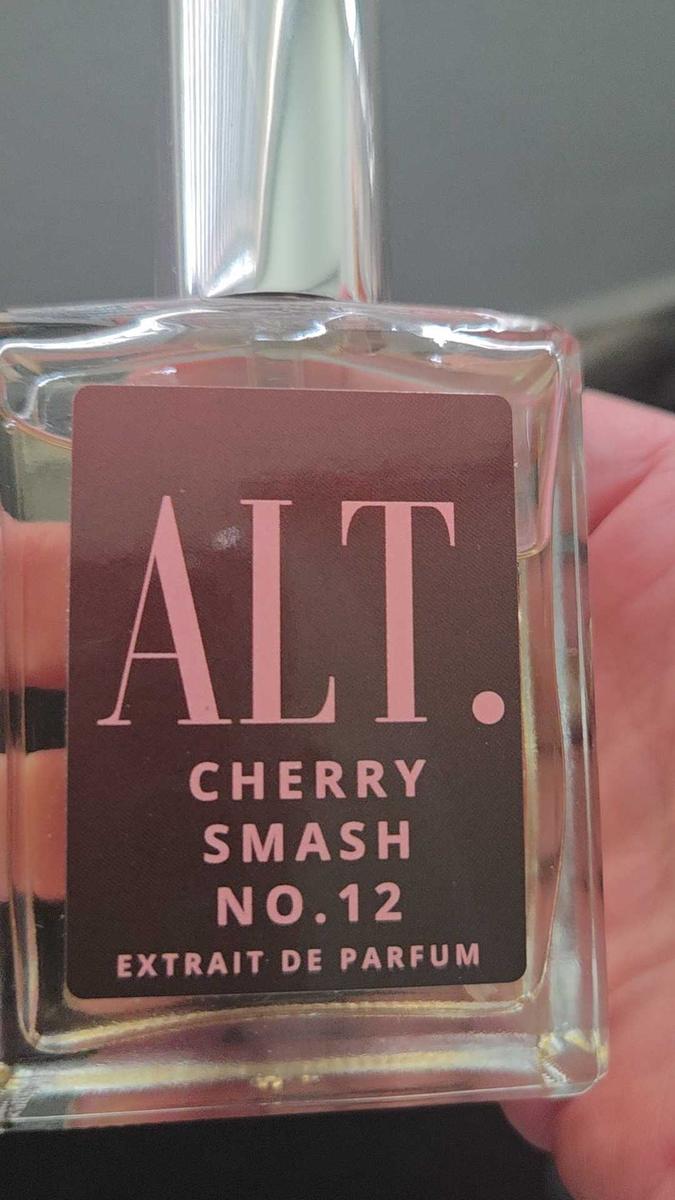 ALT.
CHERRY
SMASH
NO.12
EXTRAIT DE PARFUM